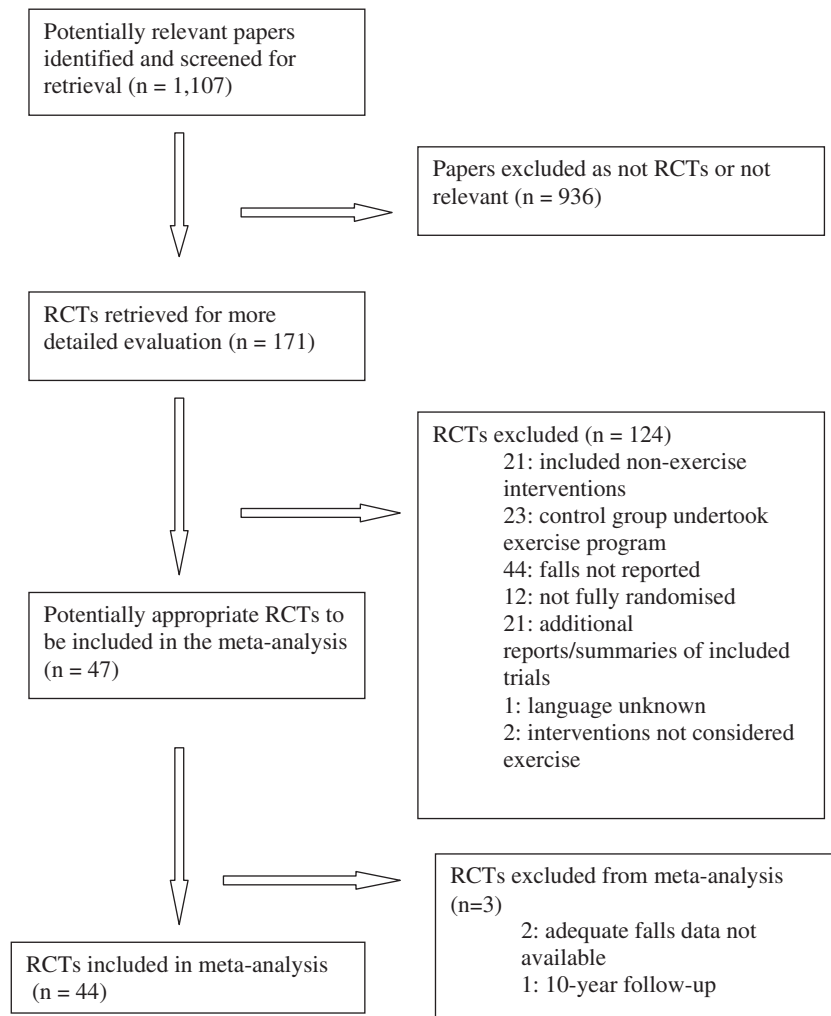 Potentially relevant papers
identified and screened for
retrieval (n = 1,107)
Papers excluded as not RCTs or not
relevant (n = 936)
RCTs retrieved for more
detailed evaluation (n = 171)
RCTs excluded (n = 124)
21: included non-exercise
interventions
23: control group undertook
exercise program
44: falls not reported
12: not fully randomised
21: additional
reports/summaries of included
trials
1: language unknown
2: interventions not considered
exercise
Potentially appropriate RCTs to
be included in the meta-analysis
(n = 47)
RCTs excluded from meta-analysis
(n=3)
2: adequate falls data not
available
1: 10-year follow-up
RCTs included in meta-analysis
(n = 44)